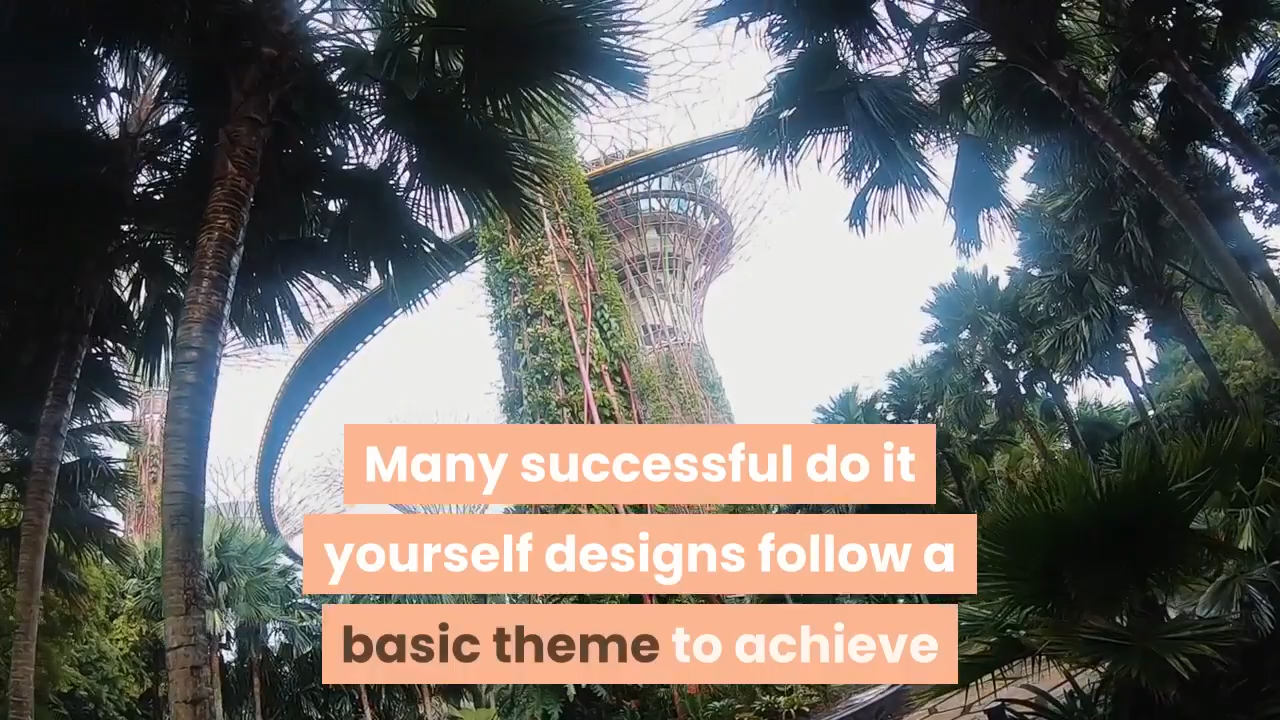 Many successful do it
yourself designs follow a
basic theme to achieve